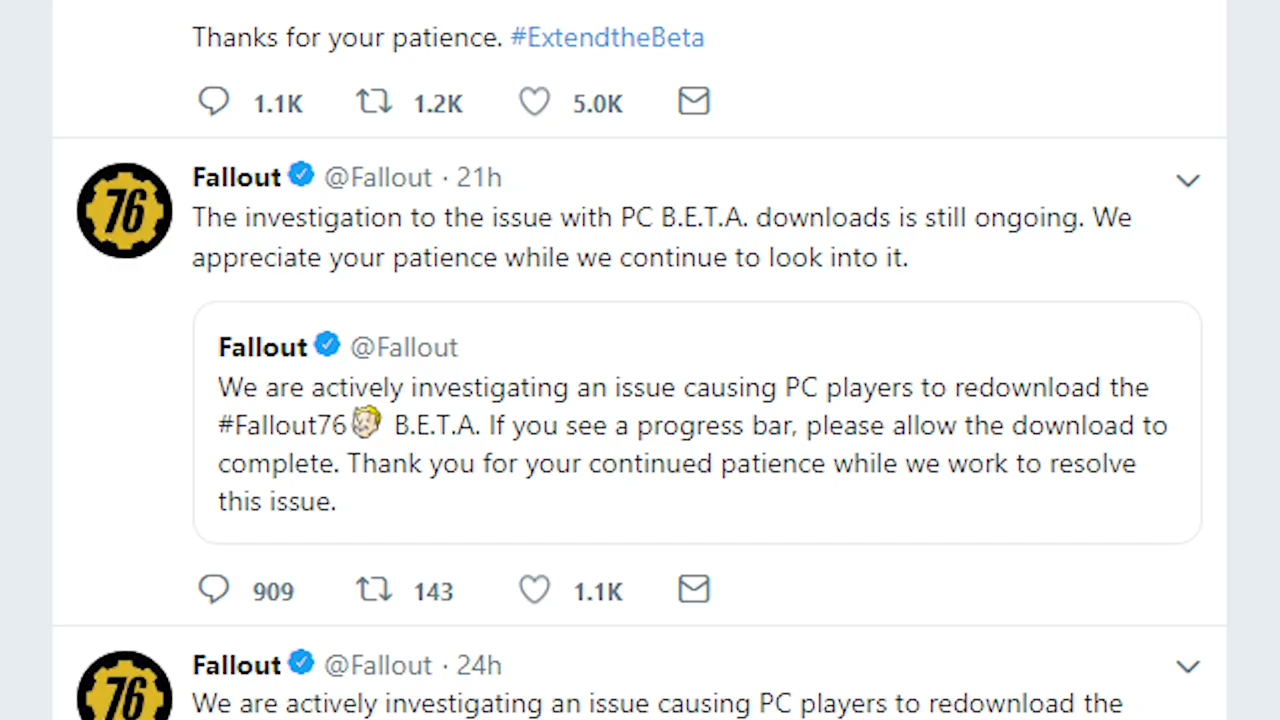 Thanks for your patience. #ExtendtheBeta
1.1K 1.2K 5.0K
Fallout @Fallout · 21h
76
The investigation to the issue with PC B.E.T.A. downloads is still ongoing. We
appreciate your patience while we continue to look into it.
Fallout @Fallout
We are actively investigating an issue causing PC players to redownload the
#Fallout76 B.E.T.A. If you see a progress bar, please allow the download to
complete. Thank you for your continued patience while we work to resolve
this issue.
909 143 1.1K
Fallout @Fallout · 24h
76
We are actively investigating an issue causing PC players to redownload the